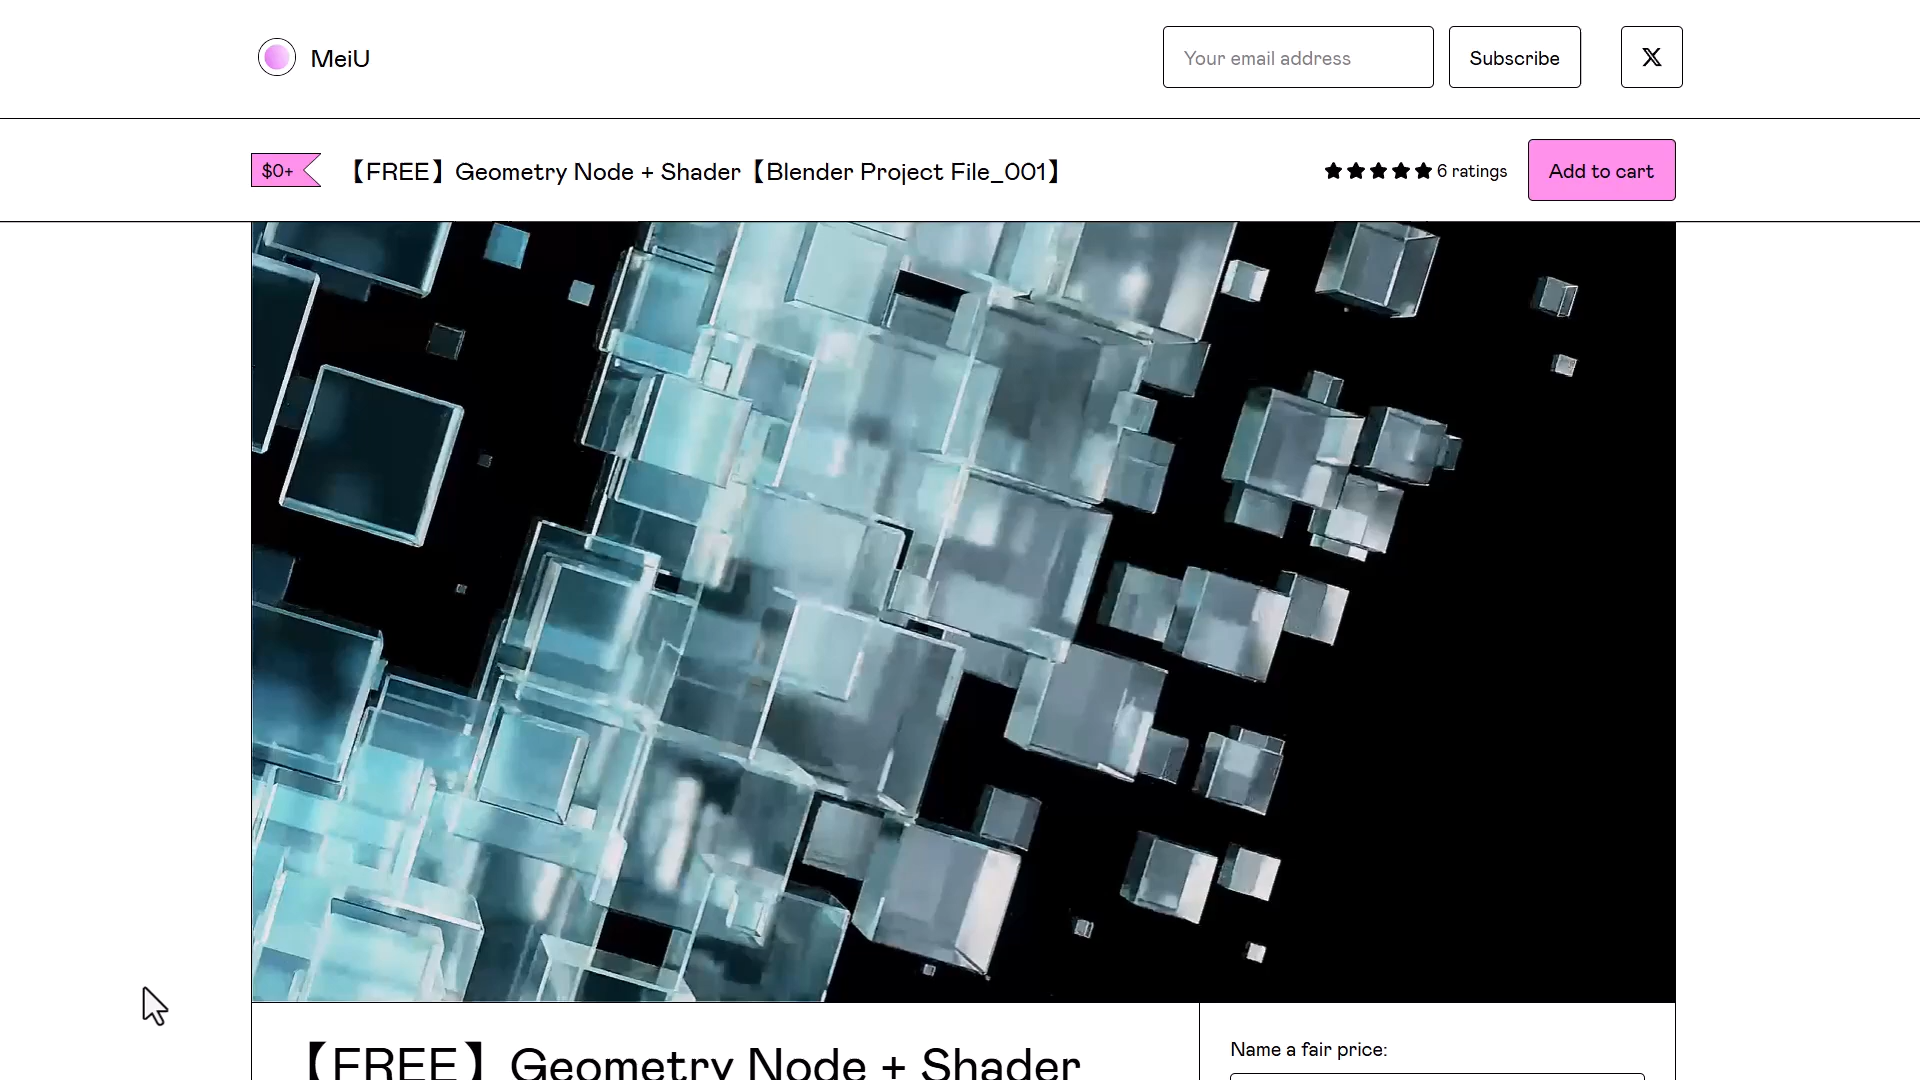 MeiU
Your email address
Subscribe
X
$0+
【FREE】Geometry Node + Shader【Blender Project File_001】
6 ratings
Add to cart
【FREE】Geometry Node + Shader
Name a fair price: